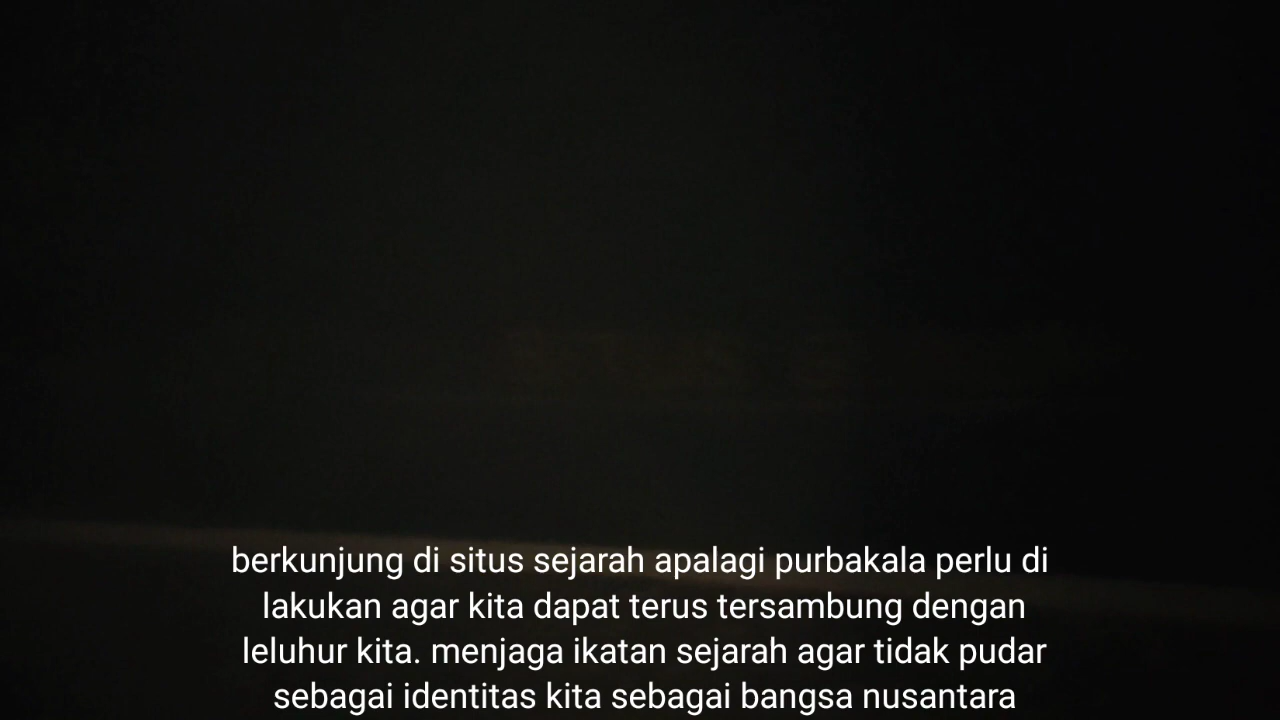 berkunjung di situs sejarah apalagi purbakala perlu di
lakukan agar kita dapat terus tersambung dengan
leluhur kita. menjaga ikatan sejarah agar tidak pudar
sebagai identitas kita sebagai bangsa nusantara